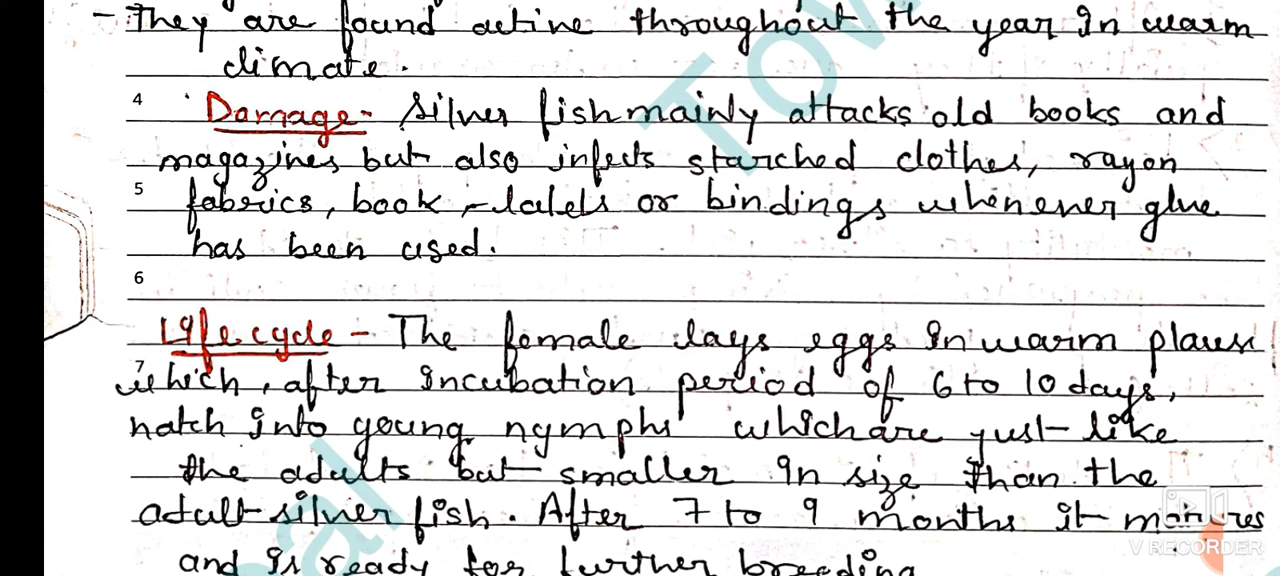 - They are found active throughout the year in warm
climate.
4
Damage - Silver fish mainly attacks old books and
magazines but also infects starched clothes, rayon
5
fabrics, book - labels or bindings whenever glue
has been used.
6
Life cycle - The female lays eggs in warm places
7
which, after incubation period of 6 to 10 days,
hatch into young nymphs which are just like
the adults but smaller in size than the
adult silver fish. After 7 to 9 months it matures
V RECORDER
and is ready for further breeding